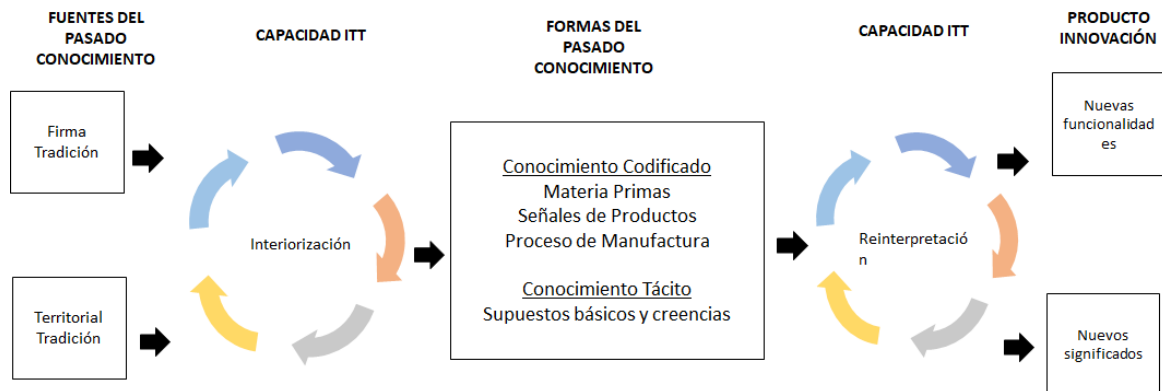 FUENTES DEL
PASADO
CONOCIMIENTO
CAPACIDAD ITT
FORMAS DEL
PASADO
CONOCIMIENTO
CAPACIDAD ITT
PRODUCTO
INNOVACIÓN
Firma
Tradición
Territorial
Tradición
Interiorización
Conocimiento Codificado
Materia Primas
Señales de Productos
Proceso de Manufactura
Conocimiento Tácito
Supuestos básicos y creencias
Reinterpretació
n
Nuevas
funcionalidad
es
Nuevos
significados